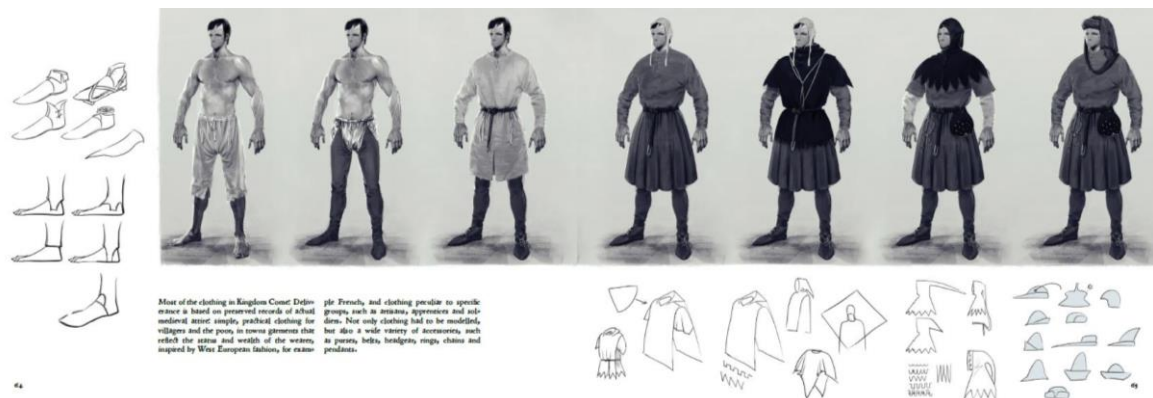 Most of the clothing in Kingdom Come: Deliv-
erance is based on preserved records of actual
medieval attire: simple, practical clothing for
villagers and the poor, in towns garments that
reflect the status and wealth of the wearer,
inspired by West European fashion, for exam-
ple French, and clothing peculiar to specific
groups, such as artisans, apprentices and sol-
diers. Not only clothing had to be modelled,
but also a wide variety of accessories, such
as purses, belts, headgear, rings, chains and
pendants.
64
65